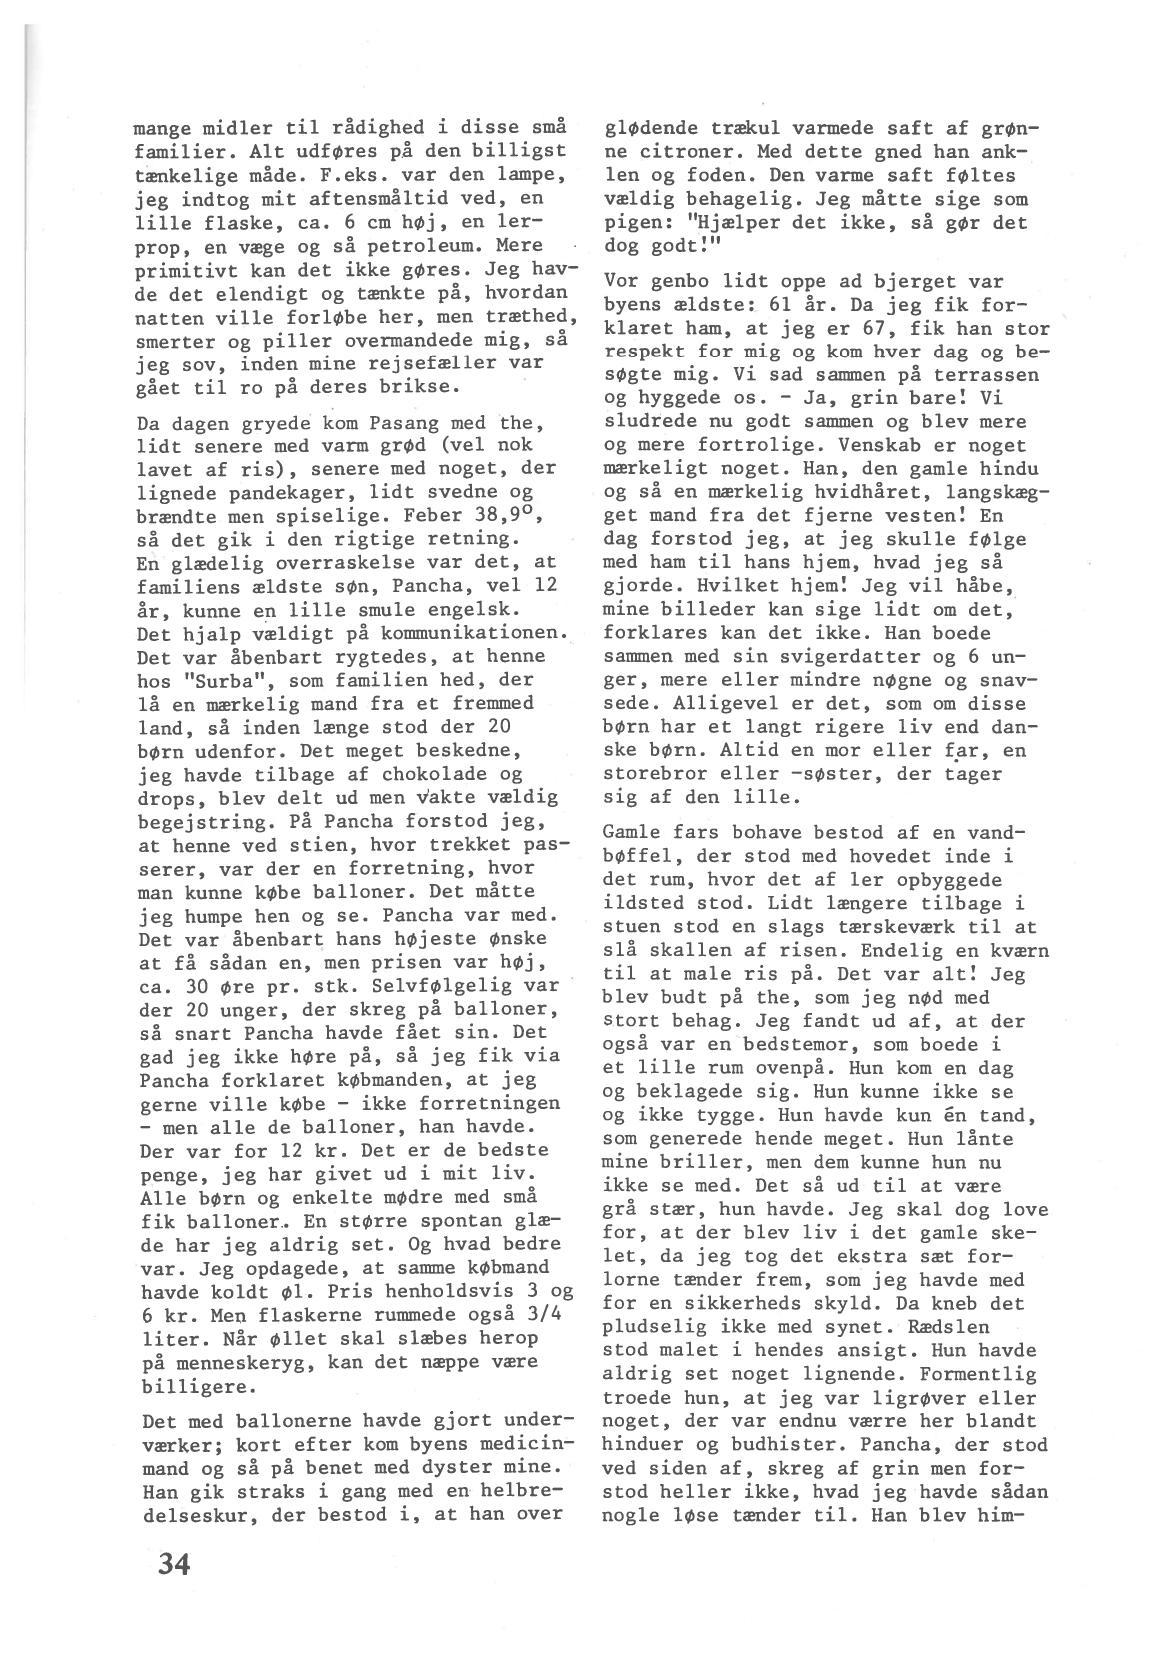 mange midler til rådighed i disse små
familier. Alt udføres på den billigst
tænkelige måde. F.eks. var den lampe,
jeg indtog mit aftensmåltid ved, en
lille flaske, ca. 6 cm høj, en ler-
prop, en væge og så petroleum. Mere
primitivt kan det ikke gøres. Jeg hav-
de det elendigt og tænkte på, hvordan
natten ville forløbe her, men træthed,
smerter og piller overmandede mig, så
jeg sov, inden mine rejsefæller var
gået til ro på deres brikse.
Da dagen gryede kom Pasang med the,
lidt senere med varm grød (vel nok
lavet af ris), senere med noget, der
lignede pandekager, lidt svedne og
brændte men spiselige. Feber 38,9°,
så det gik i den rigtige retning.
En glædelig overraskelse var det, at
familiens ældste søn, Pancha, vel 12
år, kunne en lille smule engelsk.
Det hjalp vældigt på kommunikationen.
Det var åbenbart rygtedes, at henne
hos "Surba", som familien hed, der
lå en mærkelig mand fra et fremmed
land, så inden længe stod der 20
børn udenfor. Det meget beskedne,
jeg havde tilbage af chokolade og
drops, blev delt ud men vakte vældig
begejstring. På Pancha forstod jeg,
at henne ved stien, hvor trekket pas-
serer, var der en forretning, hvor
man kunne købe balloner. Det måtte
jeg humpe hen og se. Pancha var med.
Det var åbenbart hans højeste ønske
at få sådan en, men prisen var høj,
ca. 30 øre pr. stk. Selvfølgelig var
der 20 unger, der skreg på balloner,
så snart Pancha havde fået sin. Det
gad jeg ikke høre på, så jeg fik via
Pancha forklaret købmanden, at jeg
gerne ville købe - ikke forretningen
- men alle de balloner, han havde.
Der var for 12 kr. Det er de bedste
penge, jeg har givet ud i mit liv.
Alle børn og enkelte mødre med små
fik balloner. En større spontan glæ-
de har jeg aldrig set. Og hvad bedre
var. Jeg opdagede, at samme købmand
havde koldt øl. Pris henholdsvis 3 og
6 kr. Men flaskerne rummede også 3/4
liter. Når øllet skal slæbes herop
på menneskeryg, kan det næppe være
billigere.
Det med ballonerne havde gjort under-
værker; kort efter kom byens medicin-
mand og så på benet med dyster mine.
Han gik straks i gang med en helbre-
delseskur, der bestod i, at han over
glødende trækul varmede saft af grøn-
ne citroner. Med dette gned han ank-
len og foden. Den varme saft føltes
vældig behagelig. Jeg måtte sige som
pigen: "Hjælper det ikke, så gør det
dog godt!"
Vor genbo lidt oppe ad bjerget var
byens ældste: 61 år. Da jeg fik for-
klaret ham, at jeg er 67, fik han stor
respekt for mig og kom hver dag og be-
søgte mig. Vi sad sammen på terrassen
og hyggede os. - Ja, grin bare! Vi
sludrede nu godt sammen og blev mere
og mere fortrolige. Venskab er noget
mærkeligt noget. Han, den gamle hindu
og så en mærkelig hvidhåret, langskæg-
get mand fra det fjerne vesten! En
dag forstod jeg, at jeg skulle følge
med ham til hans hjem, hvad jeg så
gjorde. Hvilket hjem! Jeg vil håbe,
mine billeder kan sige lidt om det,
forklares kan det ikke. Han boede
sammen med sin svigerdatter og 6 un-
ger, mere eller mindre nøgne og snav-
sede. Alligevel er det, som om disse
børn har et langt rigere liv end dan-
ske børn. Altid en mor eller far, en
storebror eller -søster, der tager
sig af den lille.
Gamle fars bohave bestod af en vand-
bøffel, der stod med hovedet inde i
det rum, hvor det af ler opbyggede
ildsted stod. Lidt længere tilbage i
stuen stod en slags tærskeværk til at
slå skallen af risen. Endelig en kværn
til at male ris på. Det var alt! Jeg
blev budt på the, som jeg nød med
stort behag. Jeg fandt ud af, at der
også var en bedstemor, som boede i
et lille rum ovenpå. Hun kom en dag
og beklagede sig. Hun kunne ikke se
og ikke tygge. Hun havde kun én tand,
som generede hende meget. Hun lånte
mine briller, men dem kunne hun nu
ikke se med. Det så ud til at være
grå stær, hun havde. Jeg skal dog love
for, at der blev liv i det gamle ske-
let, da jeg tog det ekstra sæt for-
lorne tænder frem, som jeg havde med
for en sikkerheds skyld. Da kneb det
pludselig ikke med synet. Rædslen
stod malet i hendes ansigt. Hun havde
aldrig set noget lignende. Formentlig
troede hun, at jeg var ligrøver eller
noget, der var endnu værre her blandt
hinduer og budhister. Pancha, der stod
ved siden af, skreg af grin men for-
stod heller ikke, hvad jeg havde sådan
nogle løse tænder til. Han blev him-
34